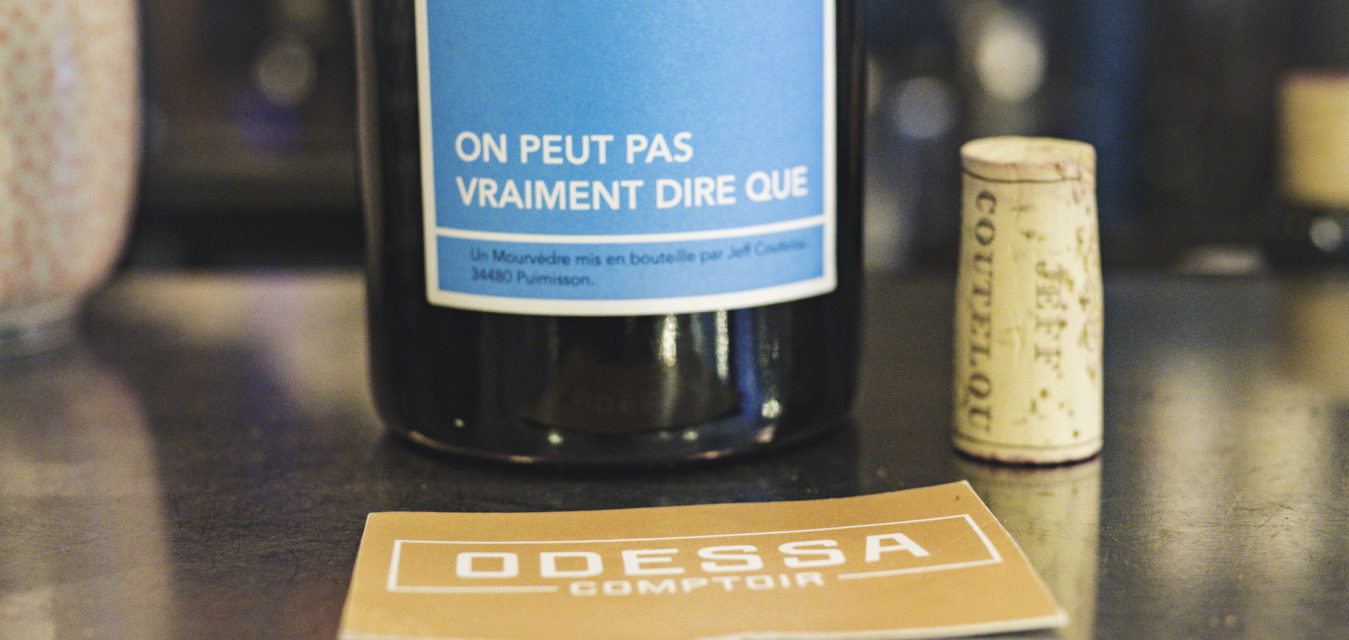 ON PEUT PAS
VRAIMENT DIRE QUE
Un Mourvèdre mis en bouteille par Jeff Coutelou.
34480 Puimisson.
JEFF
COUTELOU
ODESSA
COMPTOIR